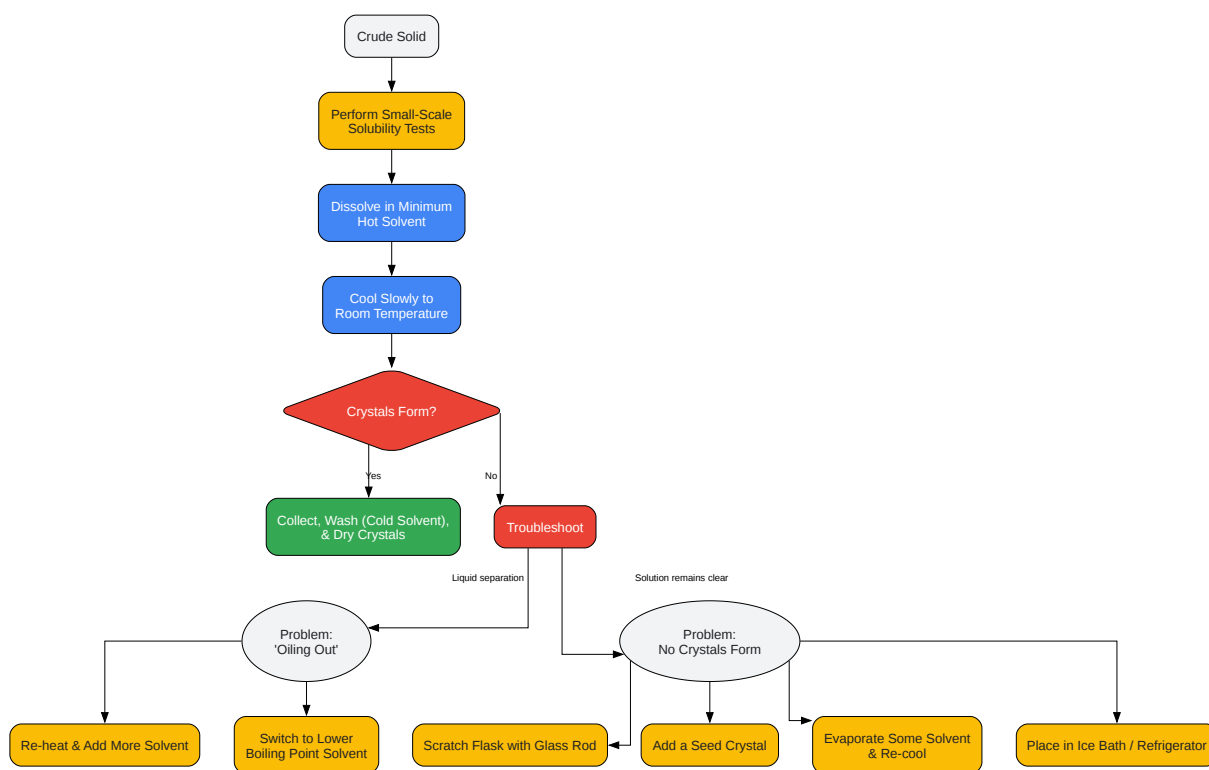 Crude Solid
Perform Small-Scale
Solubility Tests
Dissolve in Minimum
Hot Solvent
Cool Slowly to
Room Temperature
Crystals Form?
Yes
No
Collect, Wash (Cold Solvent),
& Dry Crystals
Troubleshoot
Liquid separation
Solution remains clear
Problem:
'Oiling Out'
Problem:
No Crystals Form
Re-heat & Add More Solvent
Switch to Lower
Boiling Point Solvent
Scratch Flask with Glass Rod
Add a Seed Crystal
Evaporate Some Solvent
& Re-cool
Place in Ice Bath / Refrigerator